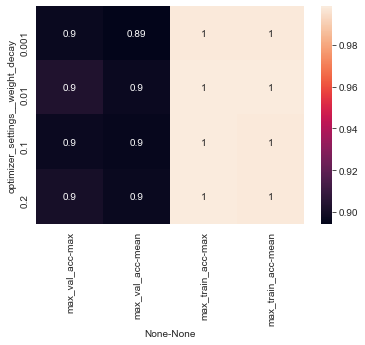 optimizer_settings__weight_decay
0.001 0.9 0.89 1 1
0.01 0.9 0.9 1 1
0.1 0.9 0.9 1 1
0.2 0.9 0.9 1 1
max_val_acc-max
max_val_acc-mean
max_train_acc-max
max_train_acc-mean
None-None
0.98
0.96
0.94
0.92
0.90